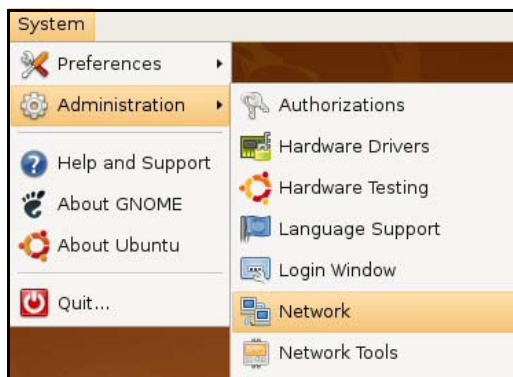 System
Preferences
Administration
Help and Support
About GNOME
About Ubuntu
Quit...
Authorizations
Hardware Drivers
Hardware Testing
Language Support
Login Window
Network
Network Tools